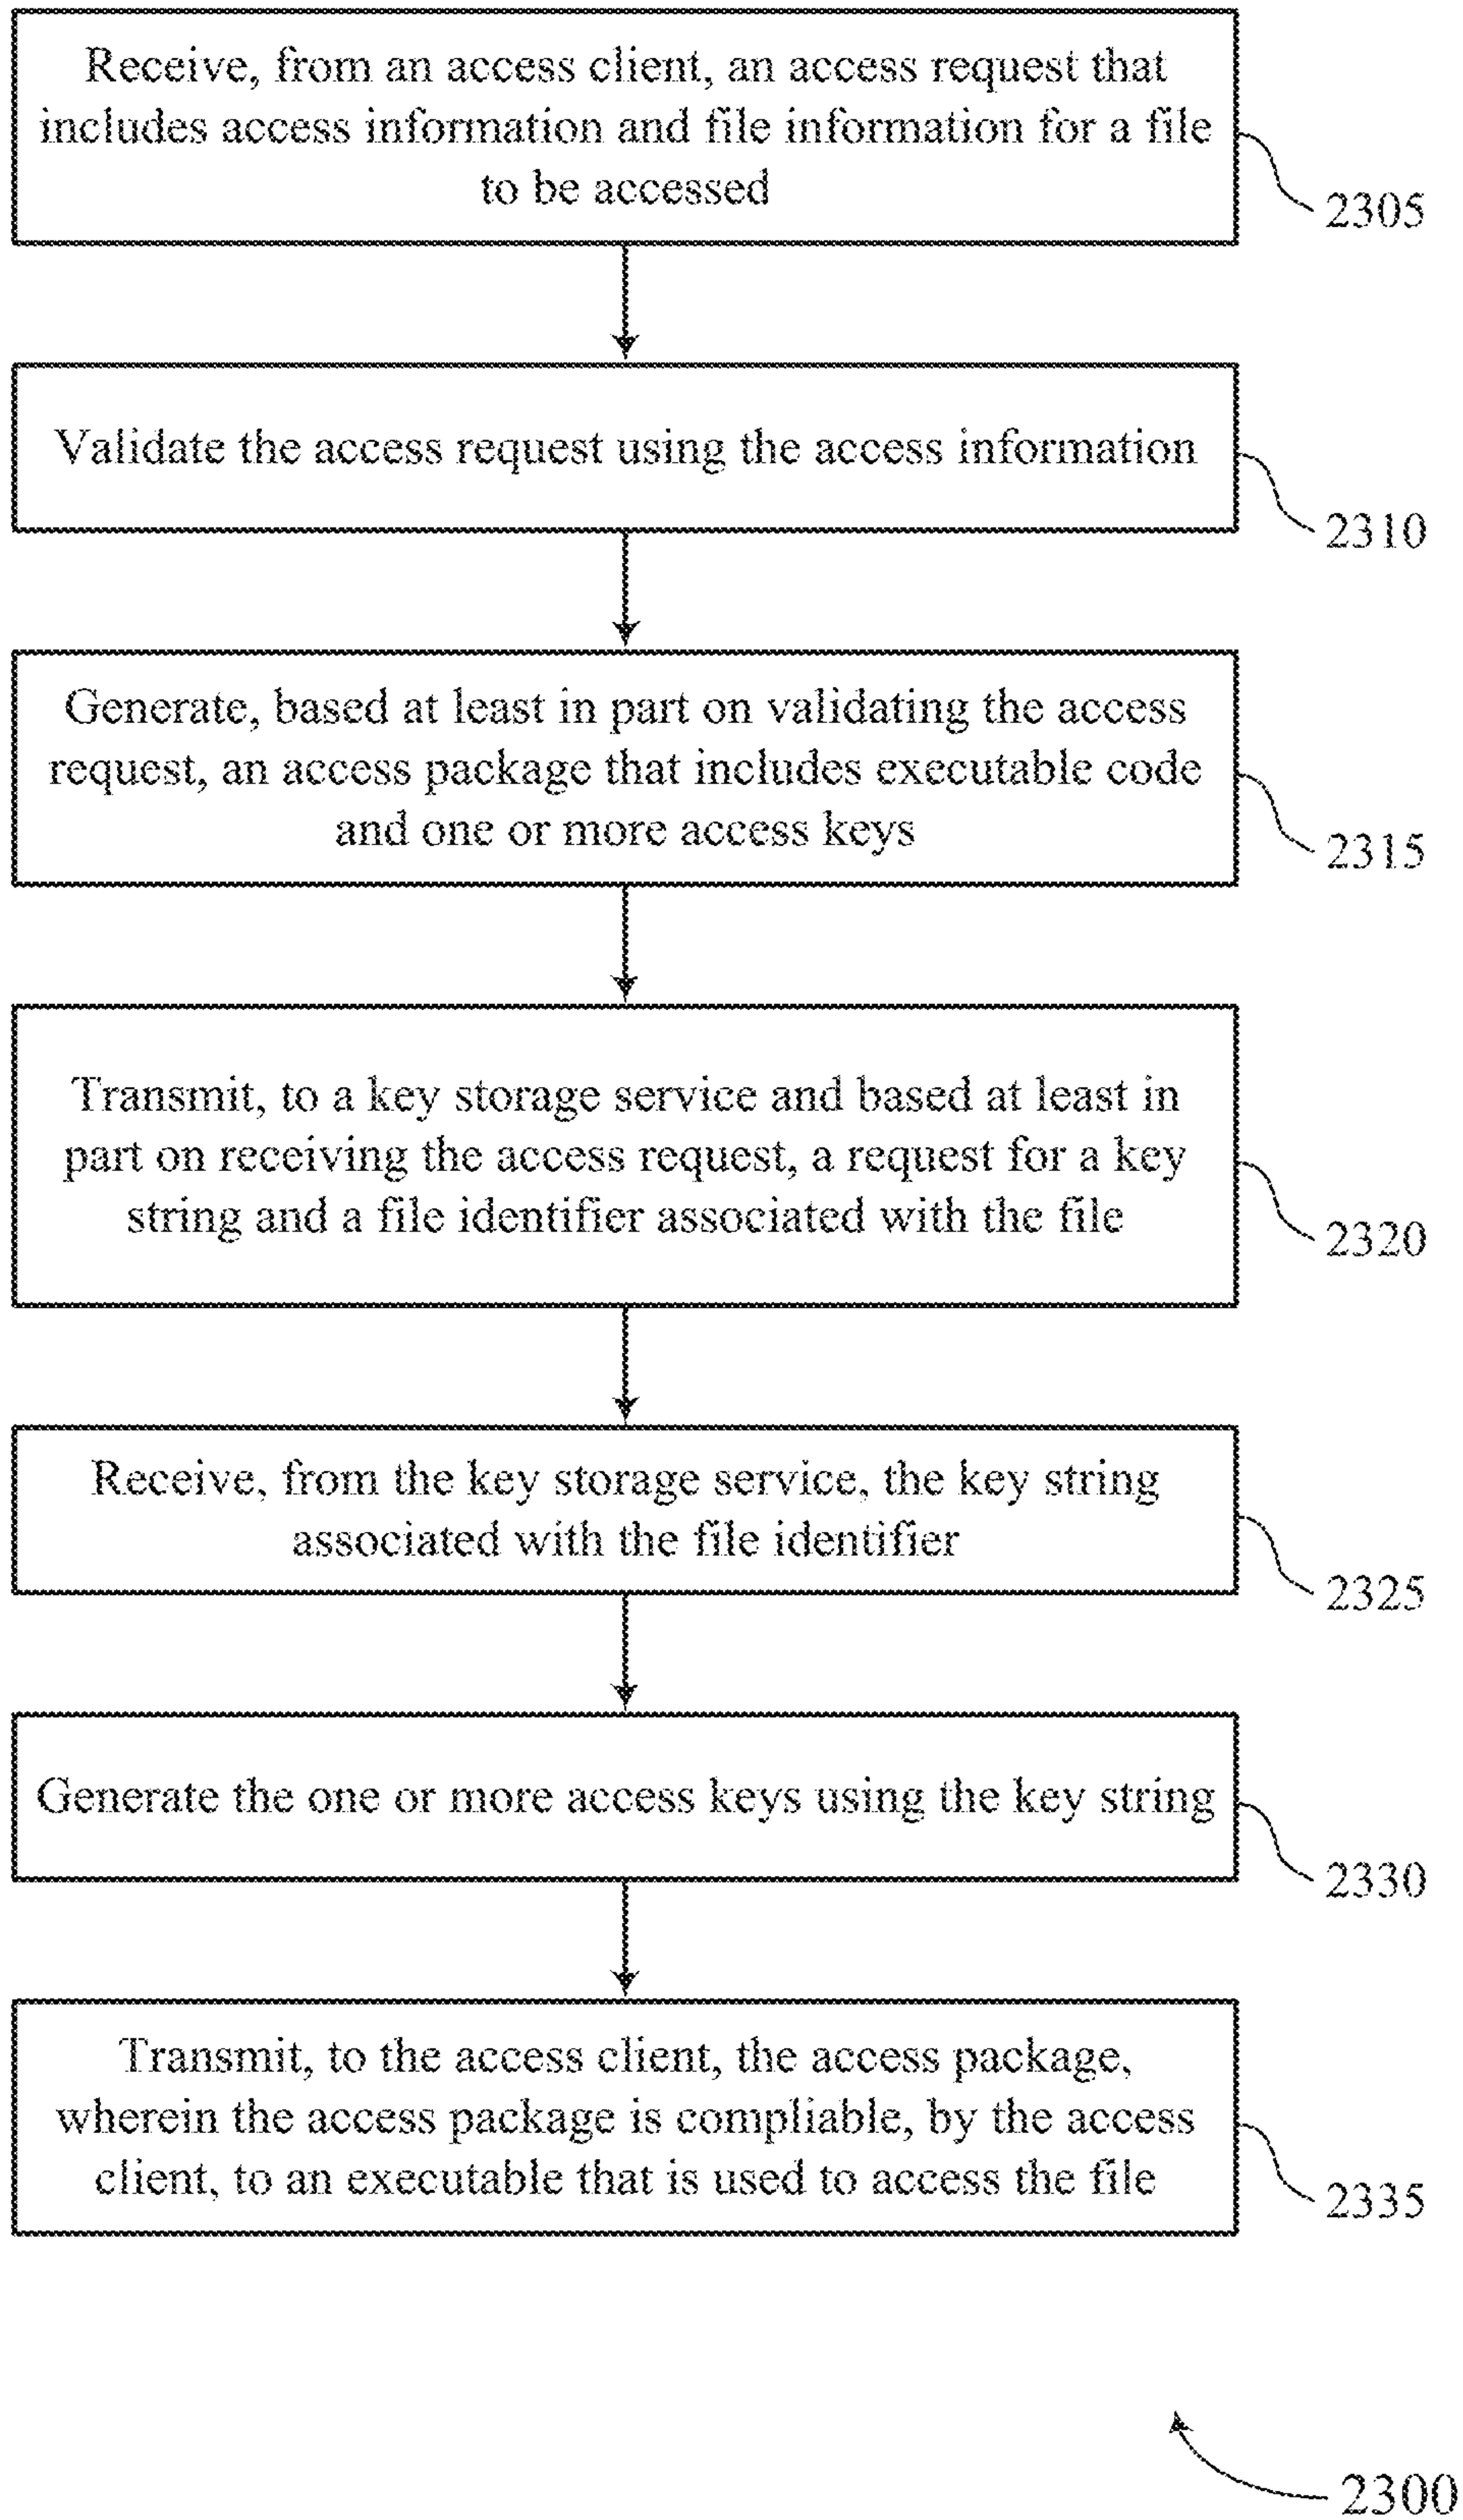 Receive, from an access client, an access request that
includes access information and file information for a file
to be accessed
2305
Validate the access request using the access information
2310
Generate, based at least in part on validating the access
request, an access package that includes executable code
and one or more access keys
2315
Transmit, to a key storage service and based at least in
part on receiving the access request, a request for a key
string and a file identifier associated with the file
2320
Receive, from the key storage service, the key string
associated with the file identifier
2325
Generate the one or more access keys using the key string
2330
Transmit, to the access client, the access package,
wherein the access package is compliable, by the access
client, to an executable that is used to access the file
2335
2300